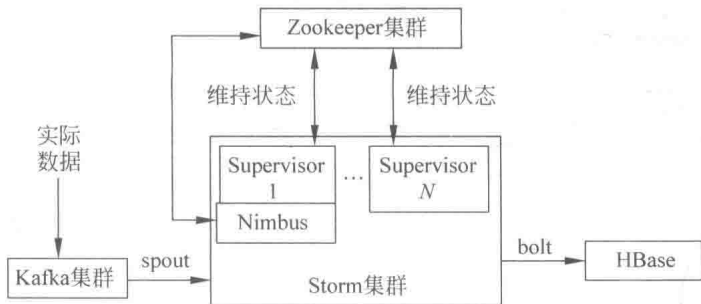 Zookeeper集群
维持状态
维持状态
实际
数据
Supervisor
1
…
Supervisor
N
Nimbus
Kafka集群
spout
Storm集群
bolt
HBase